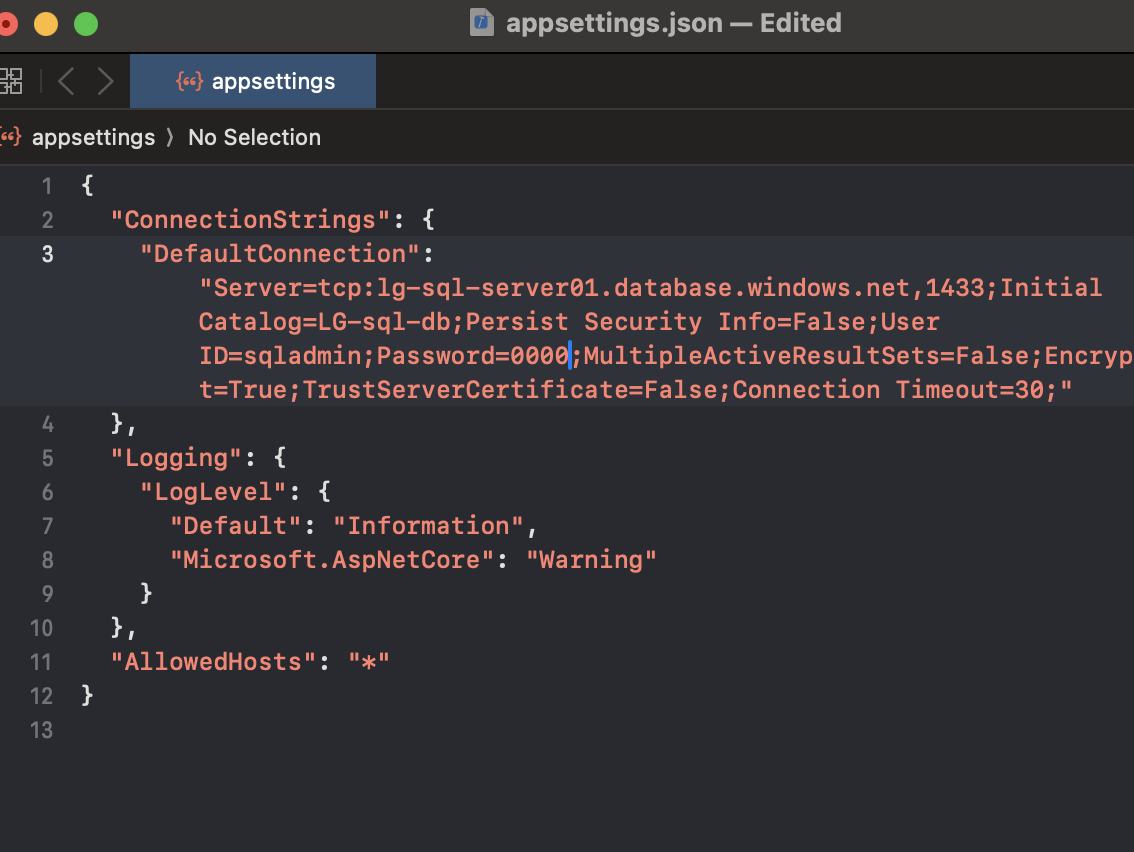 appsettings.json — Edited
appsettings
appsettings 〉 No Selection
1 {
2   "ConnectionStrings": {
3     "DefaultConnection":
"Server=tcp:lg-sql-server01.database.windows.net,1433;Initial
Catalog=LG-sql-db;Persist Security Info=False;User
ID=sqladmin;Password=0000;MultipleActiveResultSets=False;Encryp
t=True;TrustServerCertificate=False;Connection Timeout=30;"
4   },
5   "Logging": {
6     "LogLevel": {
7       "Default": "Information",
8       "Microsoft.AspNetCore": "Warning"
9     }
10   },
11   "AllowedHosts": "*"
12 }
13